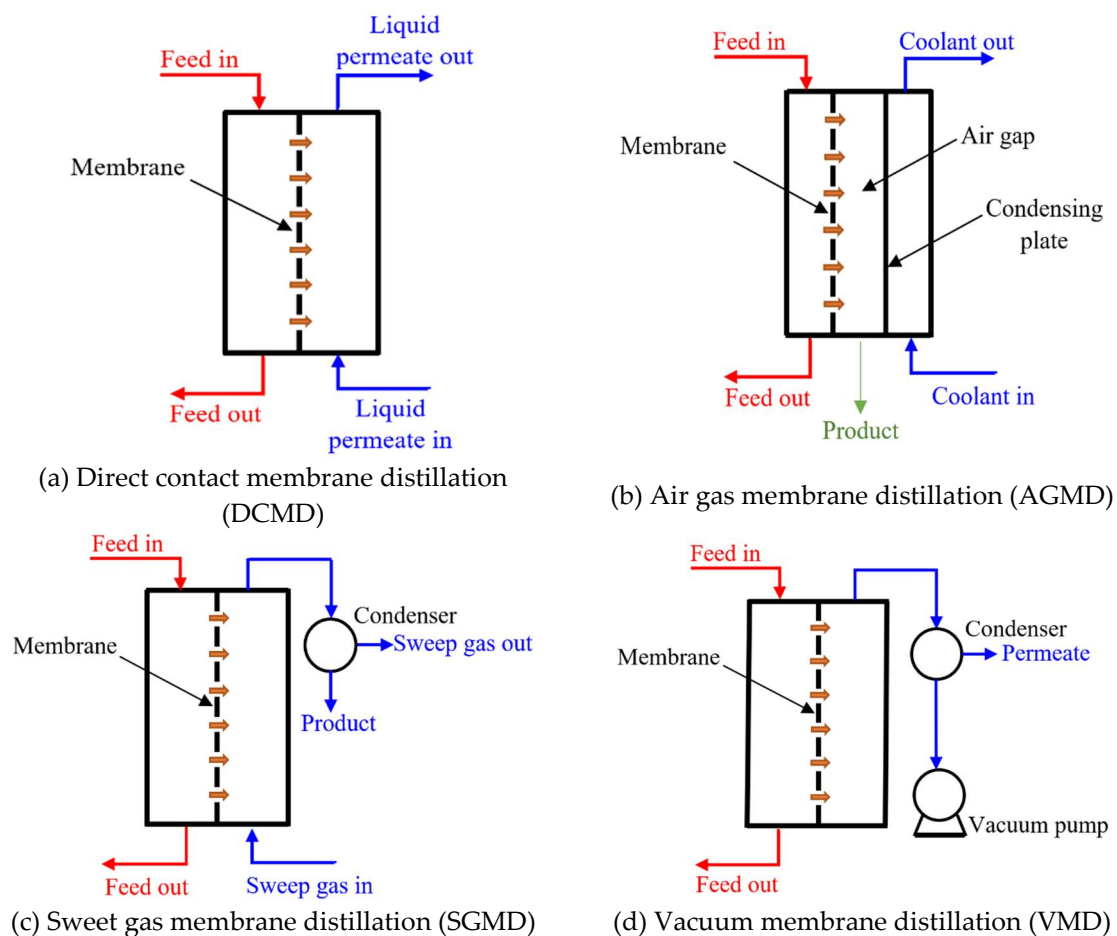 Feed in
Liquid
permeate out
Membrane
Feed out
Liquid
permeate in
(a) Direct contact membrane distillation
(DCMD)
Feed in
Coolant out
Membrane
Air gap
Condensing
plate
Feed out
Coolant in
Product
(b) Air gas membrane distillation (AGMD)
Feed in
Condenser
Membrane
Sweep gas out
Product
Feed out
Sweep gas in
(c) Sweet gas membrane distillation (SGMD)
Feed in
Condenser
Membrane
Permeate
Vacuum pump
Feed out
(d) Vacuum membrane distillation (VMD)